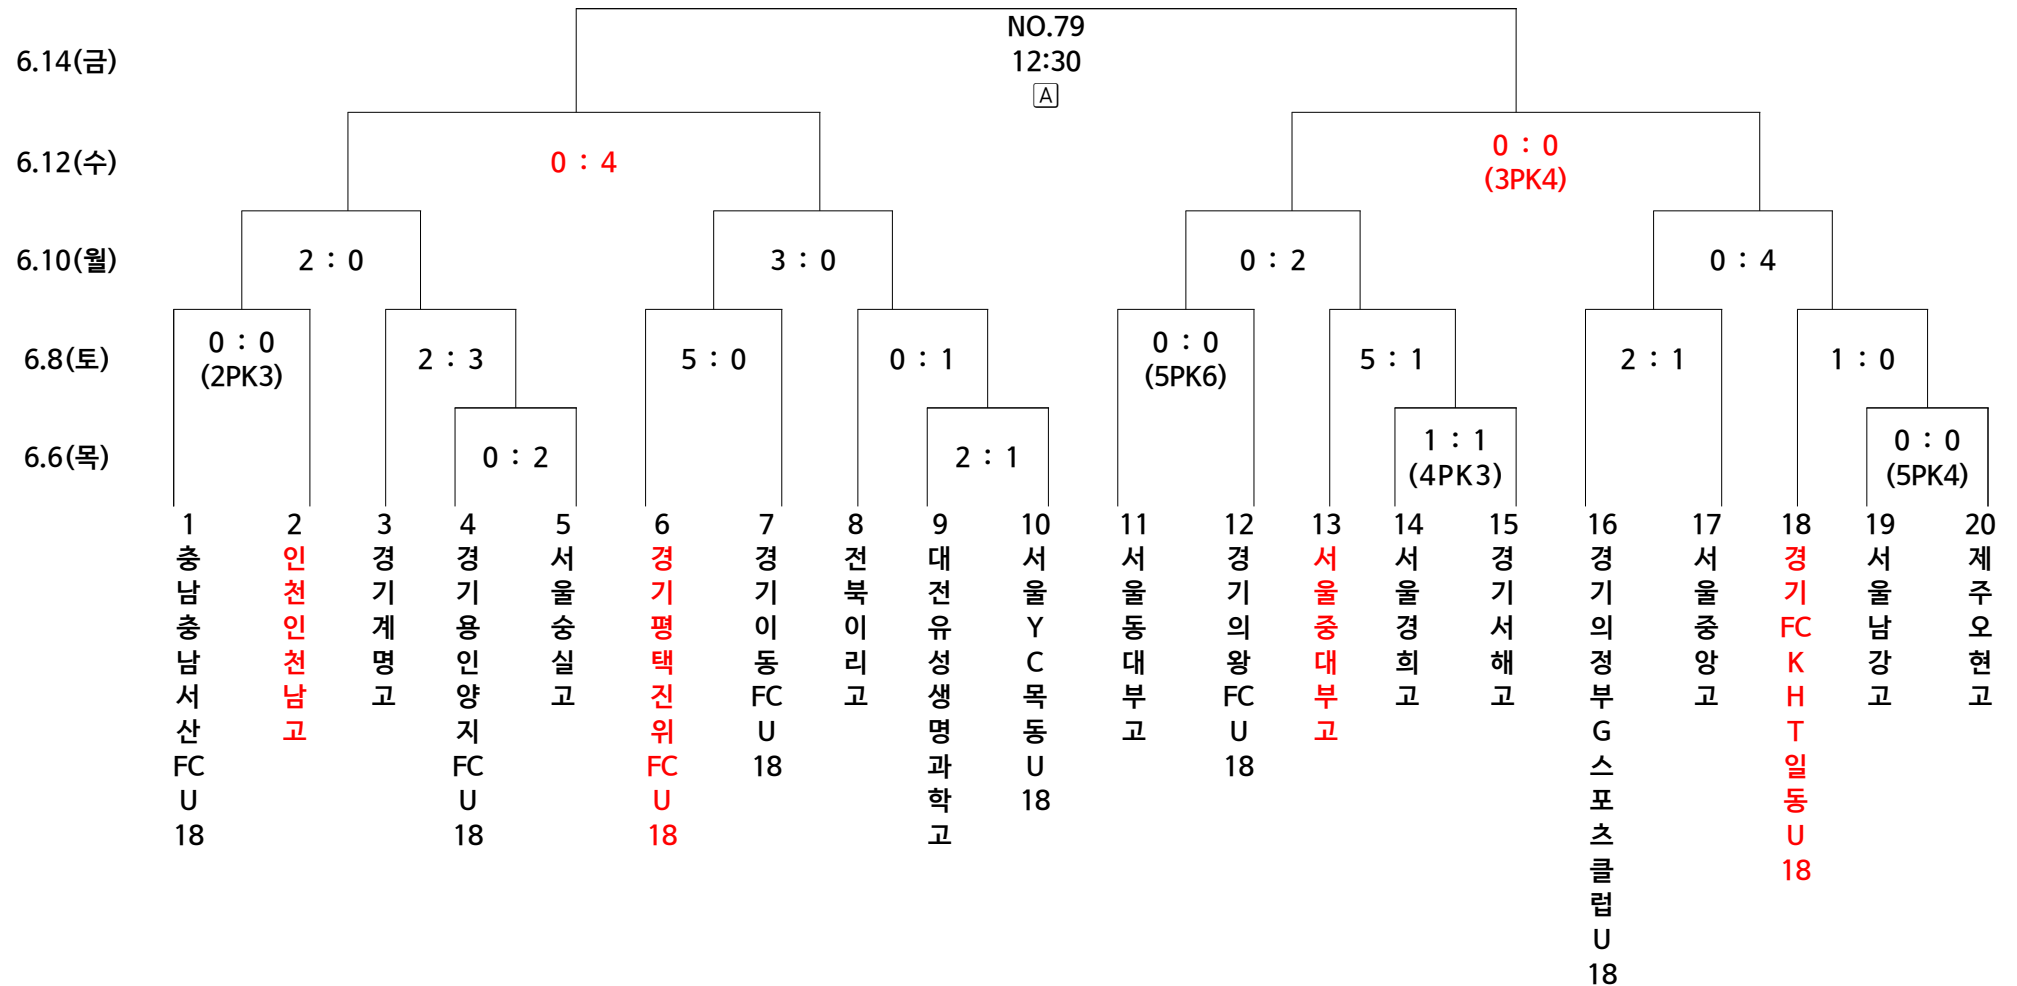 NO.79
6.14(금)
12:30
A
6.12(수)
0 : 4
0 : 0
(3PK4)
6.10(월)
2 : 0
3 : 0
0 : 2
0 : 4
6.8(토)
0 : 0
(2PK3)
2 : 3
5 : 0
0 : 1
0 : 0
(5PK6)
5 : 1
2 : 1
1 : 0
6.6(목)
0 : 2
2 : 1
1 : 1
(4PK3)
0 : 0
(5PK4)
1 충남충남서산FCU18
2 인천인천남고
3 경기계명고
4 경기용인양지FCU18
5 서울숭실고
6 경기평택진위FCU18
7 경기이동FCU18
8 전북이리고
9 대전유성생명과학고
10 서울YC목동U18
11 서울동대부고
12 경기의왕FCU18
13 서울중대부고
14 서울경희고
15 경기서해고
16 경기의정부G스포츠클럽U18
17 서울중앙고
18 경기FCKHT일동U18
19 서울남강고
20 제주오현고